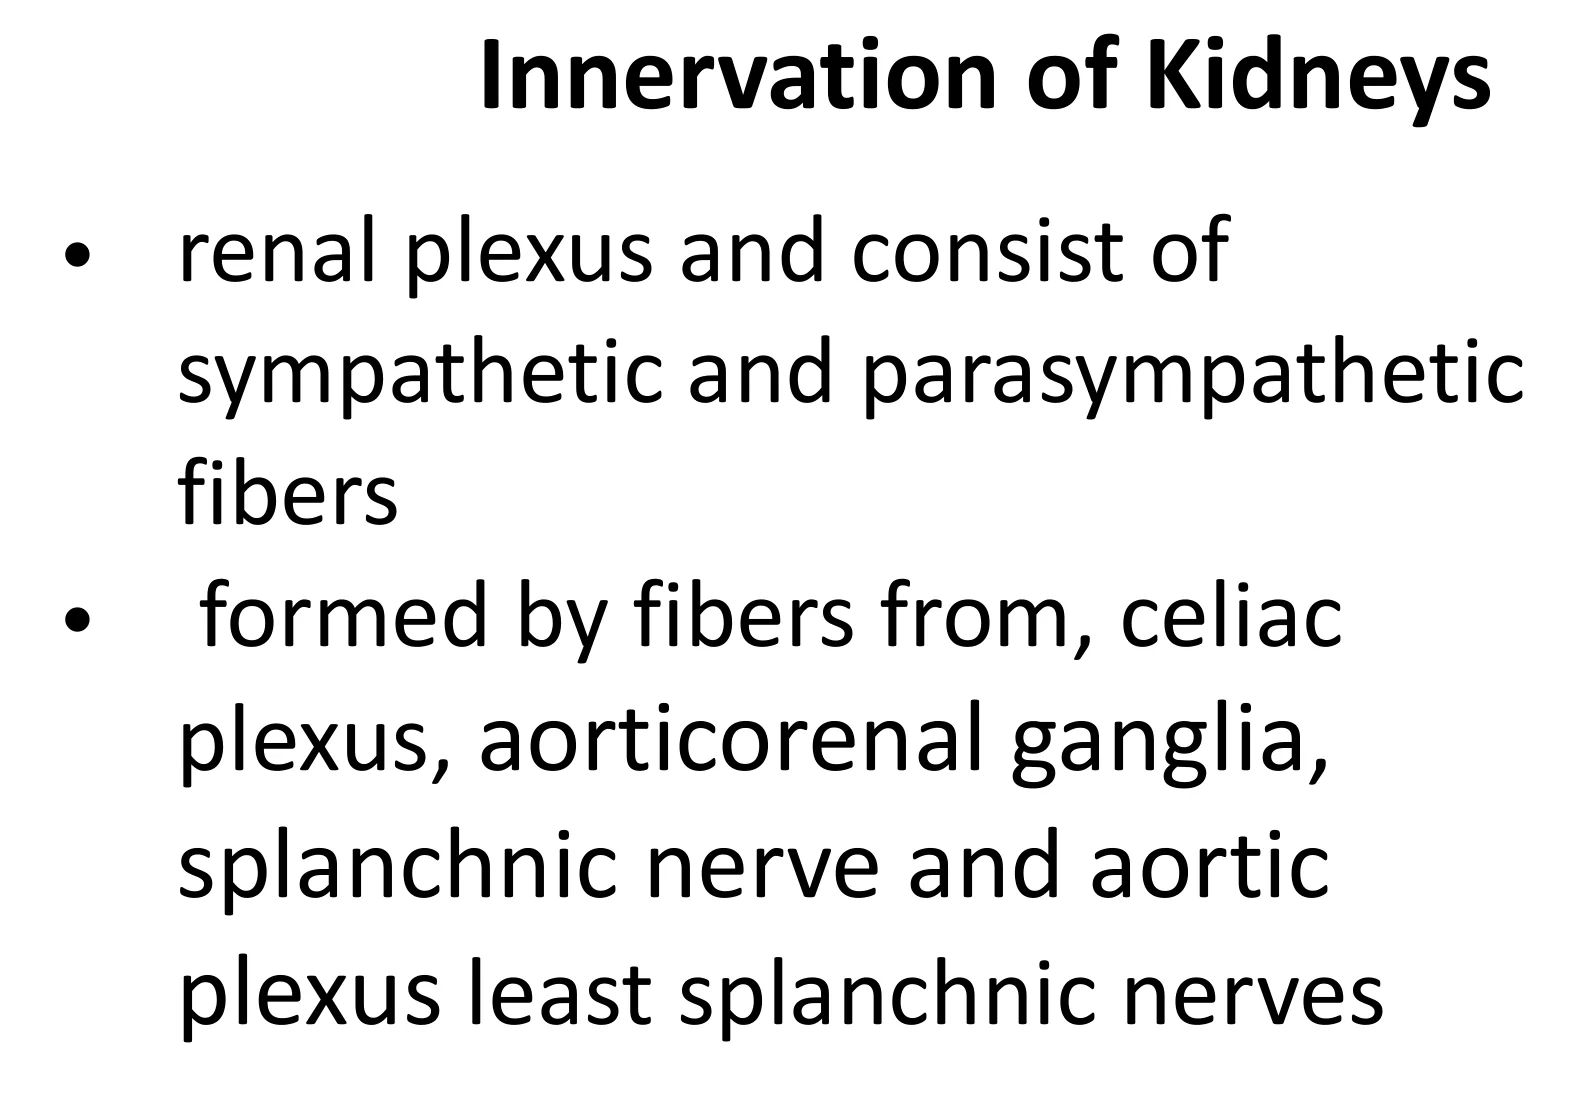 Innervation of Kidneys
• renal plexus and consist of
sympathetic and parasympathetic
fibers
• formed by fibers from, celiac
plexus, aorticorenal ganglia,
splanchnic nerve and aortic
plexus least splanchnic nerves